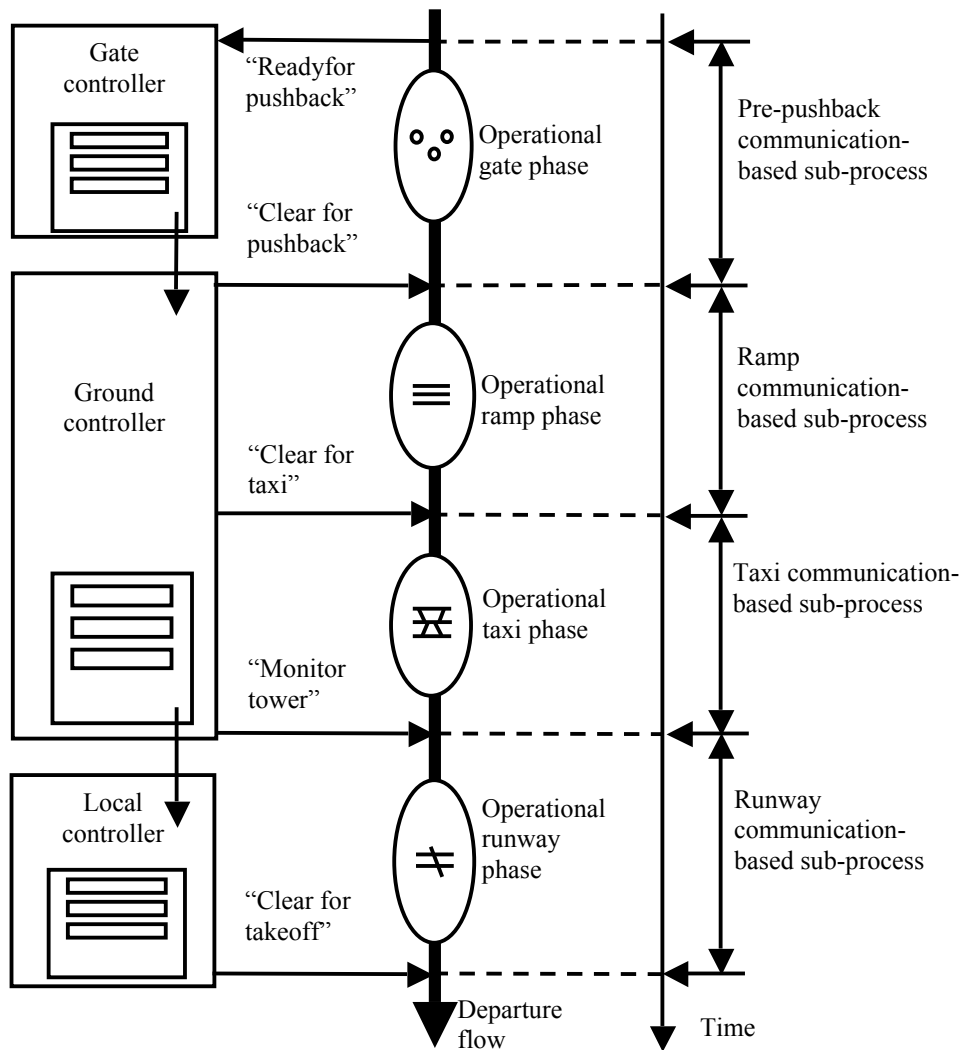 Gate
controller
“Readyfor
pushback”
Operational
gate phase
Pre-pushback
communication-
based sub-process
“Clear for
pushback”
Ground
controller
Operational
ramp phase
Ramp
communication-
based sub-process
“Clear for
taxi”
Operational
taxi phase
Taxi communication-
based sub-process
“Monitor
tower”
Local
controller
Operational
runway
phase
Runway
communication-
based sub-process
“Clear for
takeoff”
Departure
flow
Time